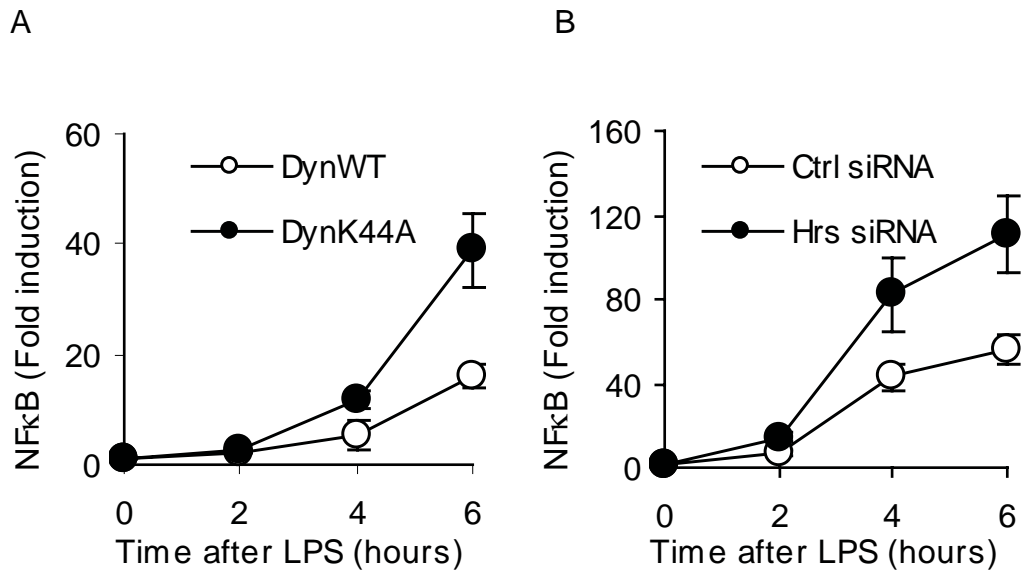 A
NFκB (Fold induction)
60
40
20
0
DynWT
DynK44A
0 2 4 6
Time after LPS (hours)
B
NFκB (Fold induction)
160
120
80
40
0
Ctrl siRNA
Hrs siRNA
0 2 4 6
Time after LPS (hours)